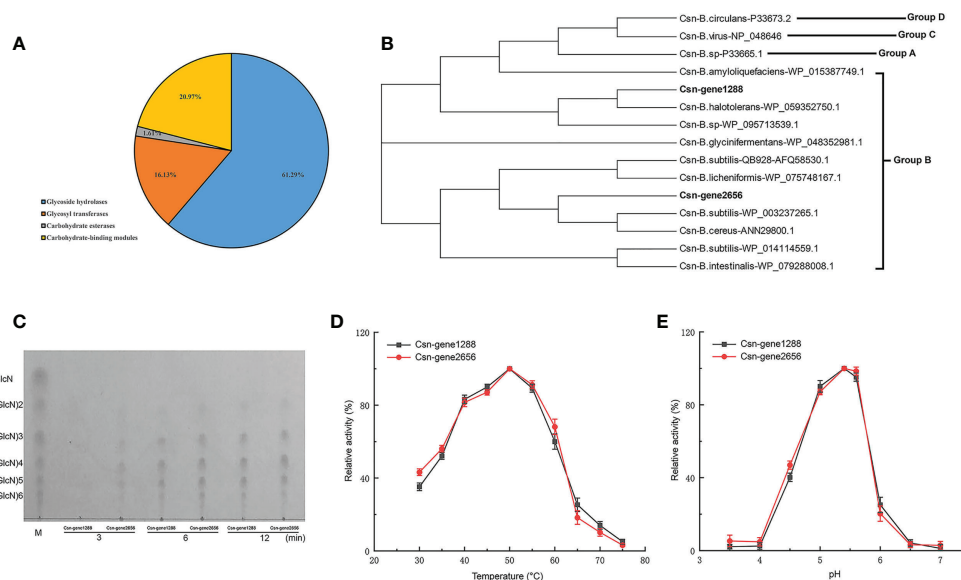 A
20.97%
1.61%
16.13%
61.29%
Glycoside hydrolases
Glycosyl transferases
Carbohydrate esterases
Carbohydrate-binding modules
B
Csn-B.circulans-P33673.2
Group D
Csn-B.virus-NP_048646
Group C
Csn-B.sp-P33665.1
Group A
Csn-B.amyloliquefaciens-WP_015387749.1
Csn-gene1288
Csn-B.halotolerans-WP_059352750.1
Csn-B.sp-WP_095713539.1
Csn-B.glycinifermentans-WP_048352981.1
Group B
Csn-B.subtilis-QB928-AFQ58530.1
Csn-B.licheniformis-WP_075748167.1
Csn-gene2656
Csn-B.subtilis-WP_003237265.1
Csn-B.cereus-ANN29800.1
Csn-B.subtilis-WP_014114559.1
Csn-B.intestinalis-WP_079288008.1
C
lcN
GlcN)2
GlcN)3
GlcN)4
GlcN)5
GlcN)6
M
Csn-gene1288 Csn-gene2656 Csn-gene1288 Csn-gene2656 Csn-gene1288 Csn-gene2656
3 6 12 (min)
D
Csn-gene1288
Csn-gene2656
Relative activity (%)
120
80
40
0
20 30 40 50 60 70 80
Temperature (°C)
E
Csn-gene1288
Csn-gene2656
Relative activity (%)
120
80
40
0
3 4 5 6 7
pH